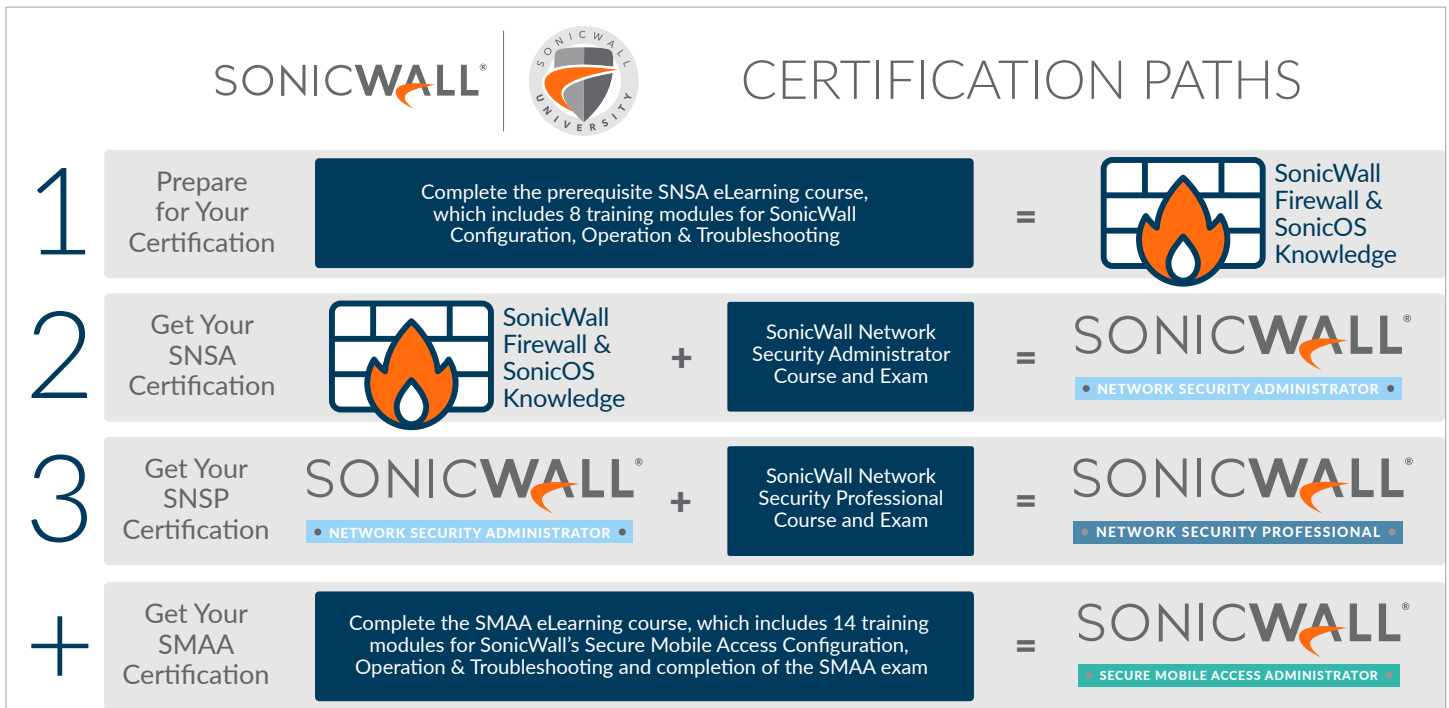 SONICWALL®
SONICWALL
UNIVERSITY
CERTIFICATION PATHS
1
Prepare
for Your
Certification
Complete the prerequisite SNSA eLearning course,
which includes 8 training modules for SonicWall
Configuration, Operation & Troubleshooting
=
SonicWall
Firewall &
SonicOS
Knowledge
2
Get Your
SNSA
Certification
SonicWall
Firewall &
SonicOS
Knowledge
+
SonicWall Network
Security Administrator
Course and Exam
=
SONICWALL®
• NETWORK SECURITY ADMINISTRATOR •
3
Get Your
SNSP
Certification
SONICWALL®
• NETWORK SECURITY ADMINISTRATOR •
+
SonicWall Network
Security Professional
Course and Exam
=
SONICWALL®
• NETWORK SECURITY PROFESSIONAL •
+
Get Your
SMAA
Certification
Complete the SMAA eLearning course, which includes 14 training
modules for SonicWall's Secure Mobile Access Configuration,
Operation & Troubleshooting and completion of the SMAA exam
=
SONICWALL®
• SECURE MOBILE ACCESS ADMINISTRATOR •